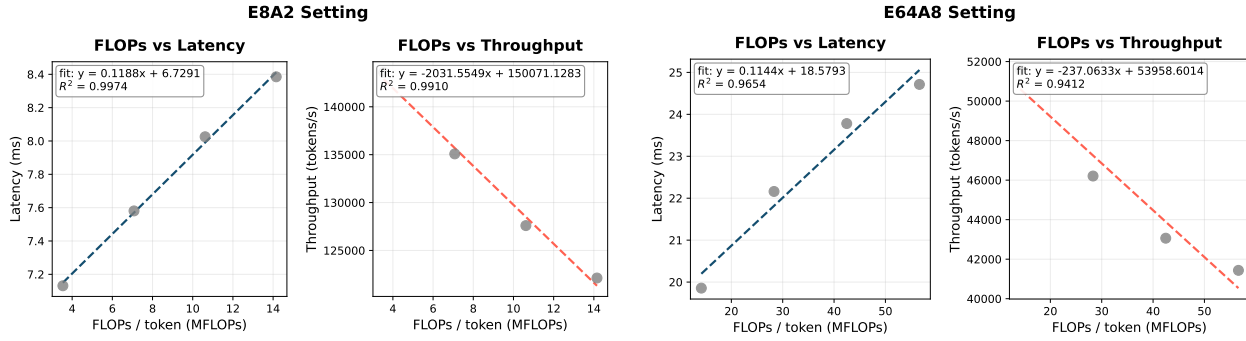 E8A2 Setting
E64A8 Setting
FLOPs vs Latency
fit: y = 0.1188x + 6.7291
R² = 0.9974
8.4
8.2
8.0
7.8
7.6
7.4
7.2
Latency (ms)
4 6 8 10 12 14
FLOPs / token (MFLOPs)
FLOPs vs Throughput
fit: y = -2031.5549x + 150071.1283
R² = 0.9910
140000
135000
130000
125000
Throughput (tokens/s)
4 6 8 10 12 14
FLOPs / token (MFLOPs)
FLOPs vs Latency
fit: y = 0.1144x + 18.5793
R² = 0.9654
25
24
23
22
21
20
Latency (ms)
20 30 40 50
FLOPs / token (MFLOPs)
FLOPs vs Throughput
fit: y = -237.0633x + 53958.6014
R² = 0.9412
52000
50000
48000
46000
44000
42000
40000
Throughput (tokens/s)
20 30 40 50
FLOPs / token (MFLOPs)